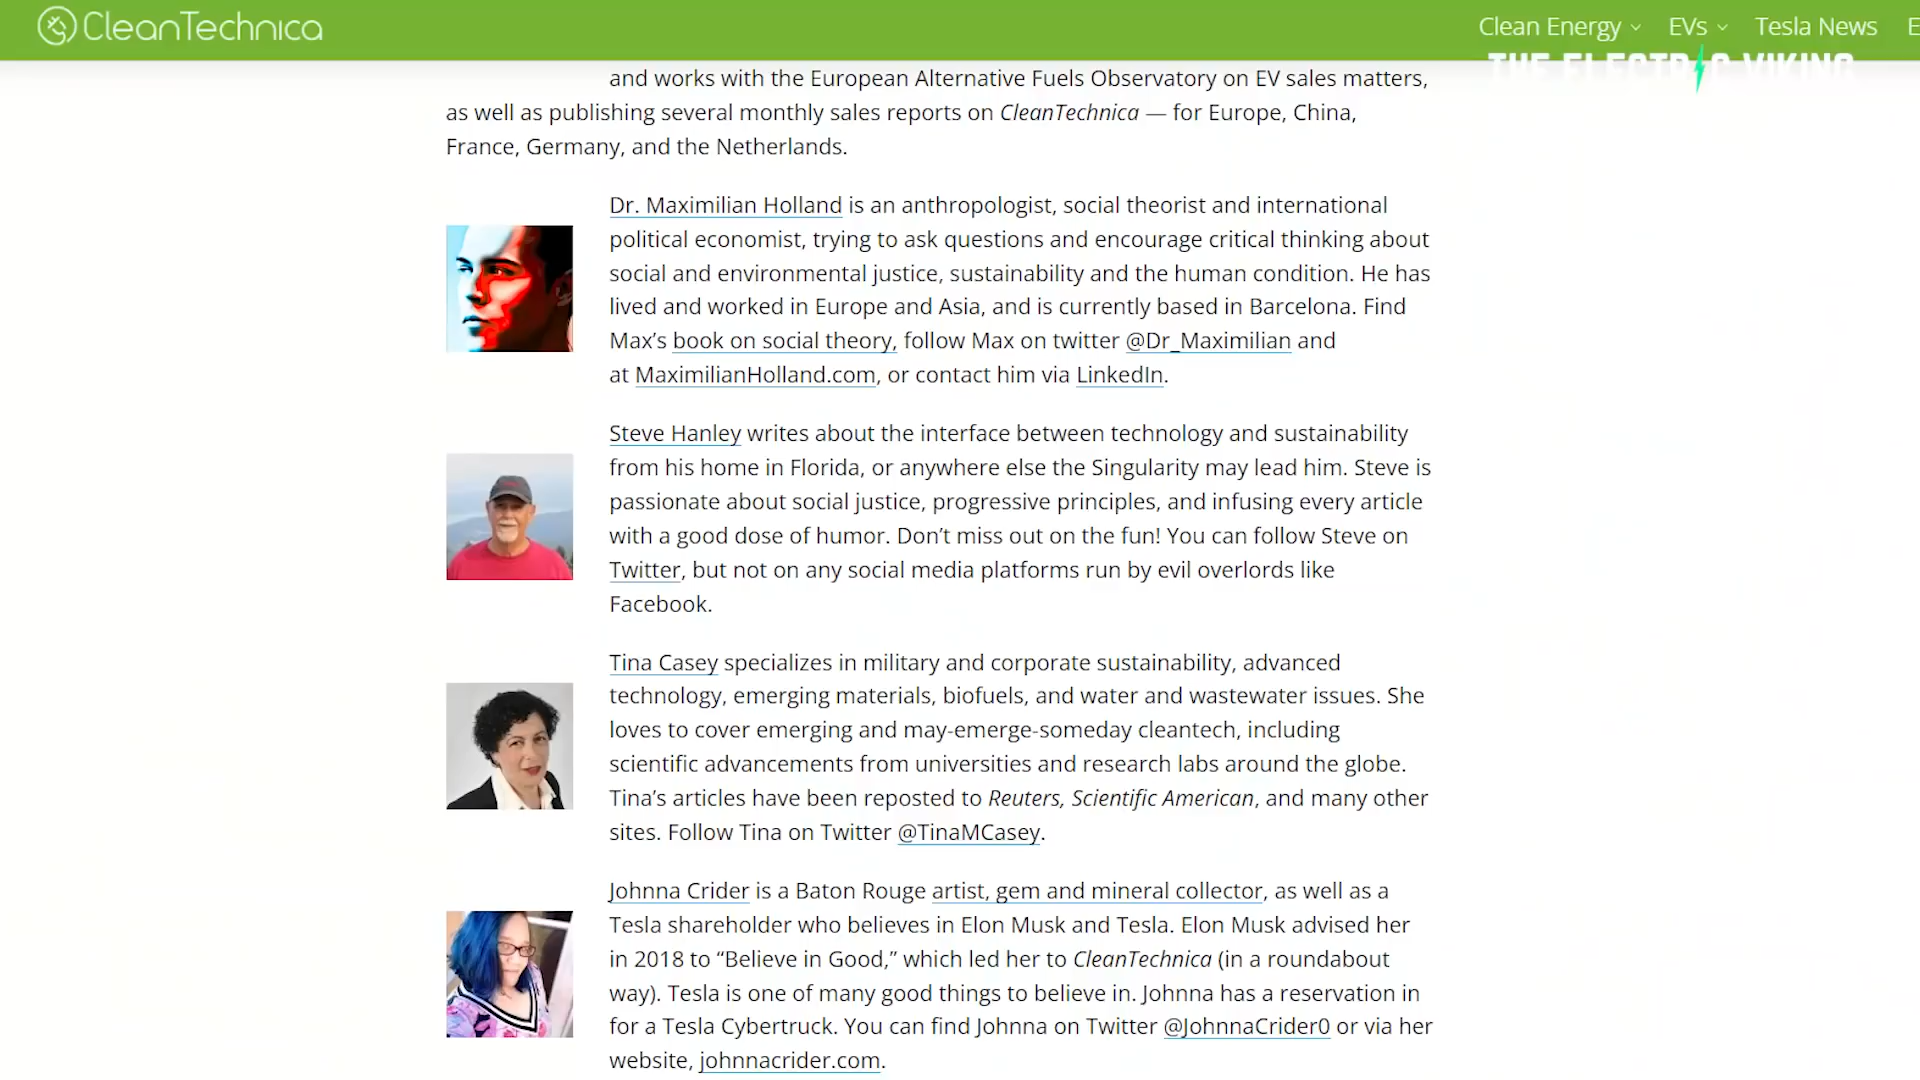 CleanTechnica
Clean Energy
EVs
Tesla News
THE ELECTRIC VIKING
and works with the European Alternative Fuels Observatory on EV sales matters,
as well as publishing several monthly sales reports on CleanTechnica — for Europe, China,
France, Germany, and the Netherlands.
Dr. Maximilian Holland is an anthropologist, social theorist and international
political economist, trying to ask questions and encourage critical thinking about
social and environmental justice, sustainability and the human condition. He has
lived and worked in Europe and Asia, and is currently based in Barcelona. Find
Max’s book on social theory, follow Max on twitter @Dr_Maximilian and
at MaximilianHolland.com, or contact him via LinkedIn.
Steve Hanley writes about the interface between technology and sustainability
from his home in Florida, or anywhere else the Singularity may lead him. Steve is
passionate about social justice, progressive principles, and infusing every article
with a good dose of humor. Don’t miss out on the fun! You can follow Steve on
Twitter, but not on any social media platforms run by evil overlords like
Facebook.
Tina Casey specializes in military and corporate sustainability, advanced
technology, emerging materials, biofuels, and water and wastewater issues. She
loves to cover emerging and may-emerge-someday cleantech, including
scientific advancements from universities and research labs around the globe.
Tina’s articles have been reposted to Reuters, Scientific American, and many other
sites. Follow Tina on Twitter @TinaMCasey.
Johnna Crider is a Baton Rouge artist, gem and mineral collector, as well as a
Tesla shareholder who believes in Elon Musk and Tesla. Elon Musk advised her
in 2018 to “Believe in Good,” which led her to CleanTechnica (in a roundabout
way). Tesla is one of many good things to believe in. Johnna has a reservation in
for a Tesla Cybertruck. You can find Johnna on Twitter @JohnnaCrider0 or via her
website, johnnacrider.com.